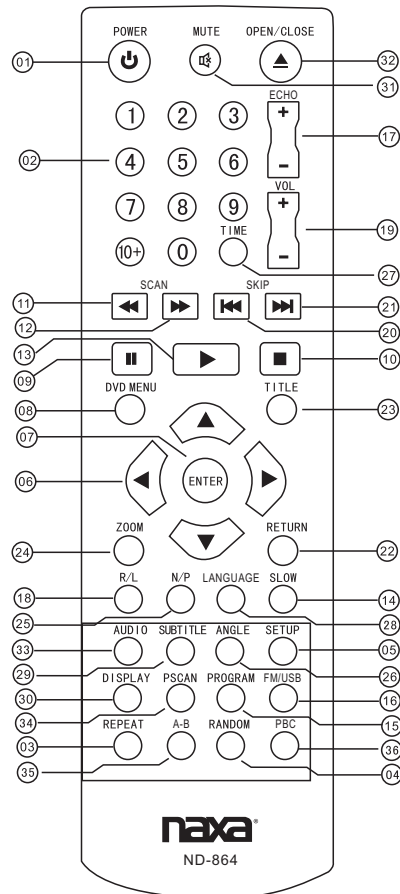 POWER MUTE OPEN/CLOSE
01 32
31
ECHO
1 2 3 +
17
02 4 5 6 -
VOL
7 8 9 +
19
TIME
10+ 0 -
27
SCAN SKIP
11 21
12 20
13
09 10
DVD MENU TITLE
08 23
07
06 ENTER
ZOOM RETURN
24 22
R/L N/P LANGUAGE SLOW
18 14
25 28
AUDIO SUBTITLE ANGLE SETUP
33 05
29 26
DISPLAY PSCAN PROGRAM FM/USB
30 16
34 15
REPEAT A-B RANDOM PBC
03 36
35 04
naxa®
ND-864